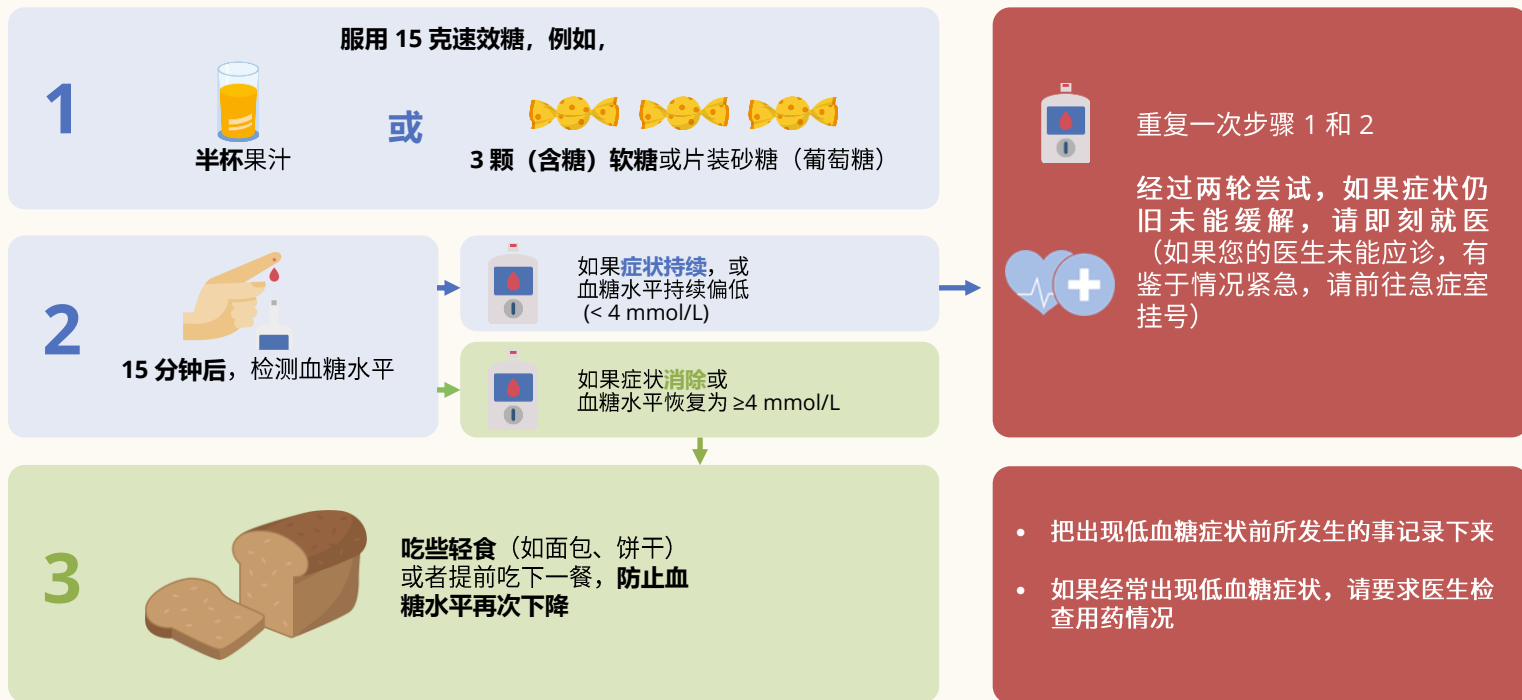 服用 15 克速效糖，例如，
1
或
半杯果汁
3 颗（含糖）软糖或片装砂糖（葡萄糖）
2
15 分钟后，检测血糖水平
如果症状持续，或
血糖水平持续偏低
(< 4 mmol/L)
如果症状消除或
血糖水平恢复为 ≥4 mmol/L
重复一次步骤 1 和 2
经过两轮尝试，如果症状仍
旧未能缓解，请即刻就医
（如果您的医生未能应诊，有
鉴于情况紧急，请前往急症室
挂号）
3
吃些轻食（如面包、饼干）
或者提前吃下一餐，防止血
糖水平再次下降
• 把出现低血糖症状前所发生的事记录下来
• 如果经常出现低血糖症状，请要求医生检
查用药情况